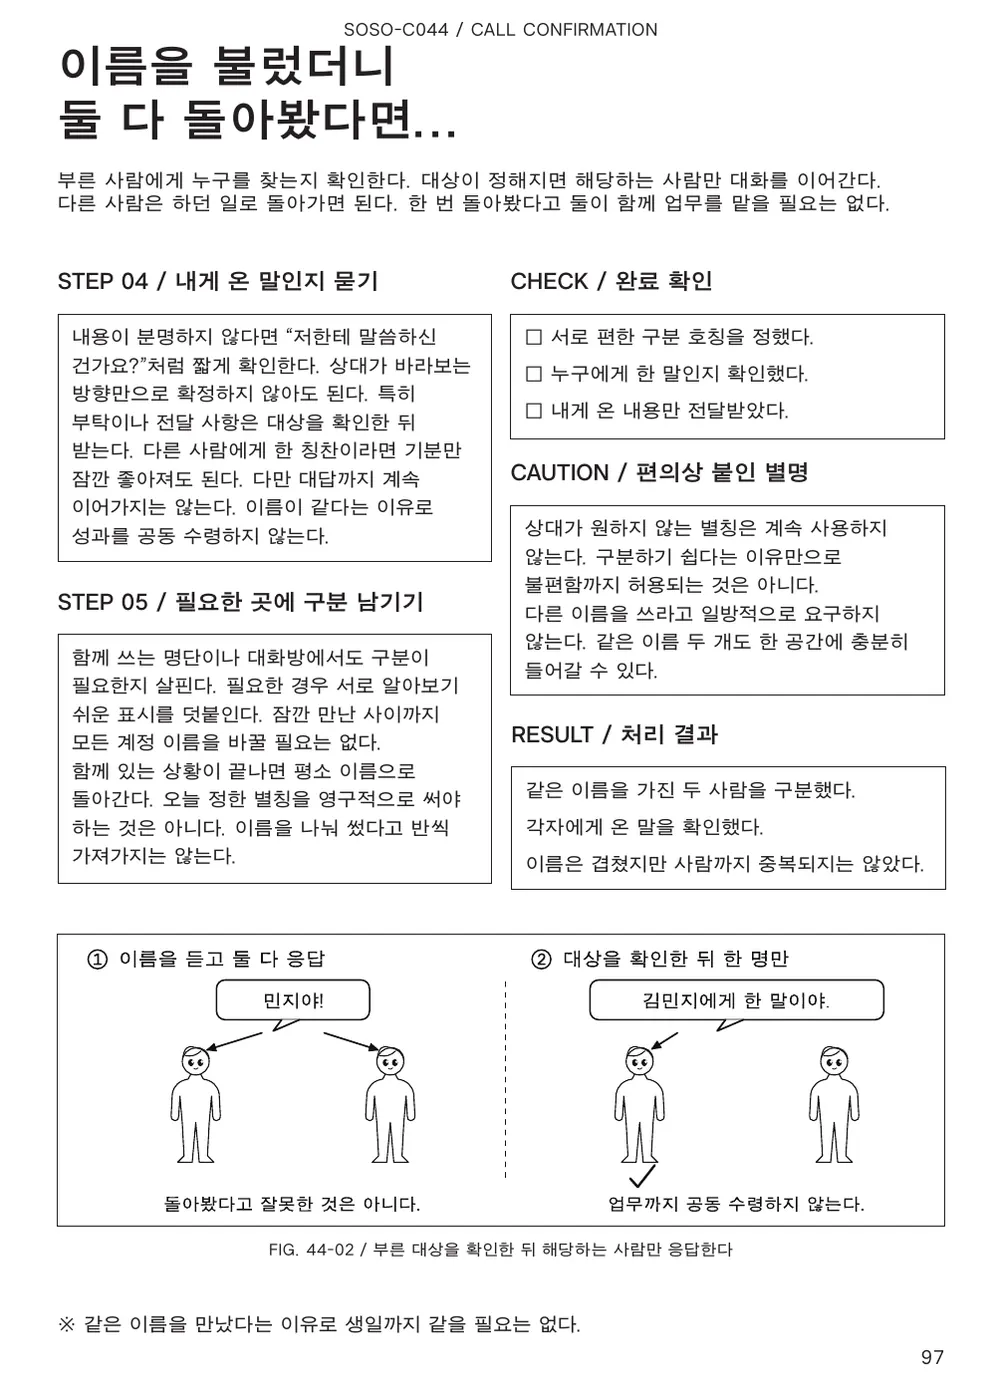 SOSO-C044 / CALL CONFIRMATION
이름을 불렀더니
둘 다 돌아봤다면...
부른 사람에게 누구를 찾는지 확인한다. 대상이 정해지면 해당하는 사람만 대화를 이어간다.
다른 사람은 하던 일로 돌아가면 된다. 한 번 돌아봤다고 둘이 함께 업무를 맡을 필요는 없다.
STEP 04 / 내게 온 말인지 묻기
내용이 분명하지 않다면 “저한테 말씀하신
건가요?”처럼 짧게 확인한다. 상대가 바라보는
방향만으로 확정하지 않아도 된다. 특히
부탁이나 전달 사항은 대상을 확인한 뒤
받는다. 다른 사람에게 한 칭찬이라면 기분만
잠깐 좋아져도 된다. 다만 대답까지 계속
이어가지는 않는다. 이름이 같다는 이유로
성과를 공동 수령하지 않는다.
STEP 05 / 필요한 곳에 구분 남기기
함께 쓰는 명단이나 대화방에서도 구분이
필요한지 살핀다. 필요한 경우 서로 알아보기
쉬운 표시를 덧붙인다. 잠깐 만난 사이까지
모든 계정 이름을 바꿀 필요는 없다.
함께 있는 상황이 끝나면 평소 이름으로
돌아간다. 오늘 정한 별칭을 영구적으로 써야
하는 것은 아니다. 이름을 나눠 썼다고 반씩
가져가지는 않는다.
CHECK / 완료 확인
□ 서로 편한 구분 호칭을 정했다.
□ 누구에게 한 말인지 확인했다.
□ 내게 온 내용만 전달받았다.
CAUTION / 편의상 붙인 별명
상대가 원하지 않는 별칭은 계속 사용하지
않는다. 구분하기 쉽다는 이유만으로
불편함까지 허용되는 것은 아니다.
다른 이름을 쓰라고 일방적으로 요구하지
않는다. 같은 이름 두 개도 한 공간에 충분히
들어갈 수 있다.
RESULT / 처리 결과
같은 이름을 가진 두 사람을 구분했다.
각자에게 온 말을 확인했다.
이름은 겹쳤지만 사람까지 중복되지는 않았다.
① 이름을 듣고 둘 다 응답
민지야!
돌아봤다고 잘못한 것은 아니다.
② 대상을 확인한 뒤 한 명만
김민지에게 한 말이야.
업무까지 공동 수령하지 않는다.
FIG. 44-02 / 부른 대상을 확인한 뒤 해당하는 사람만 응답한다
※ 같은 이름을 만났다는 이유로 생일까지 같을 필요는 없다.
97